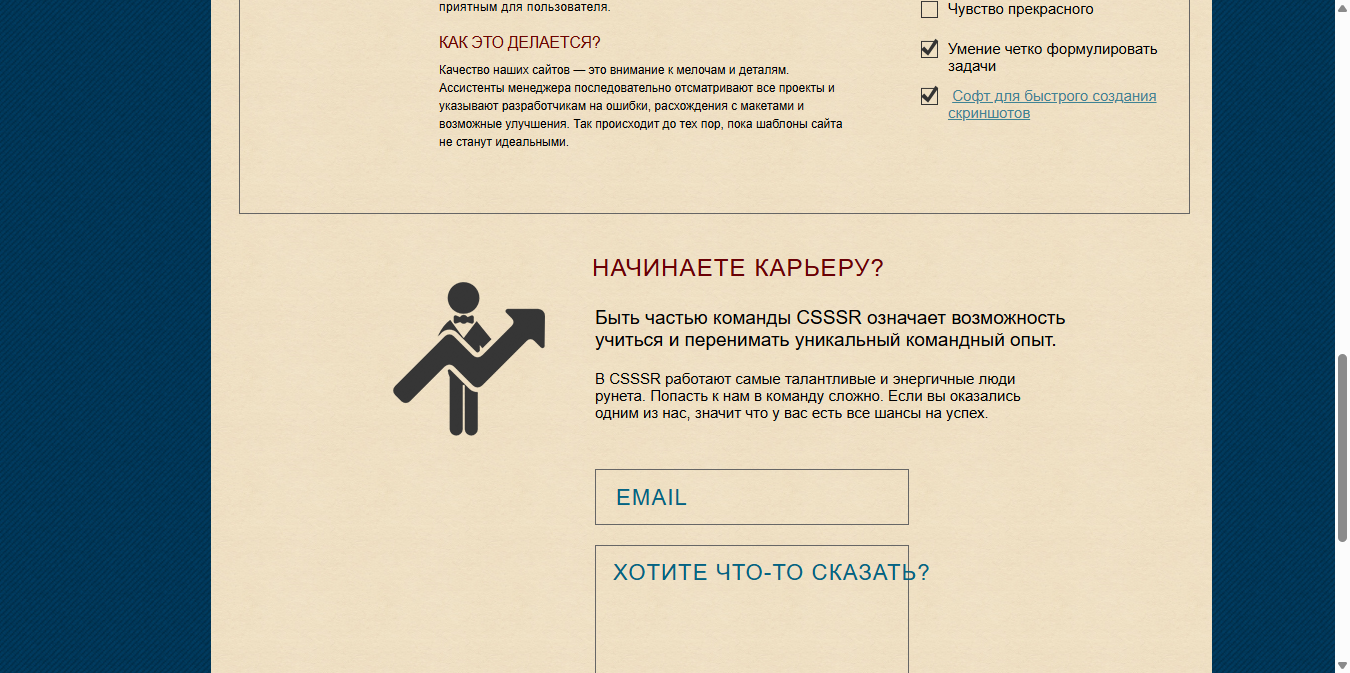 приятным для пользователя.
КАК ЭТО ДЕЛАЕТСЯ?
Качество наших сайтов — это внимание к мелочам и деталям.
Ассистенты менеджера последовательно отсматривают все проекты и
указывают разработчикам на ошибки, расхождения с макетами и
возможные улучшения. Так происходит до тех пор, пока шаблоны сайта
не станут идеальными.
Чувство прекрасного
Умение четко формулировать
задачи
Софт для быстрого создания
скриншотов
НАЧИНАЕТЕ КАРЬЕРУ?
Быть частью команды CSSSR означает возможность
учиться и перенимать уникальный командный опыт.
В CSSSR работают самые талантливые и энергичные люди
рунета. Попасть к нам в команду сложно. Если вы оказались
одним из нас, значит что у вас есть все шансы на успех.
EMAIL
ХОТИТЕ ЧТО-ТО СКАЗАТЬ?